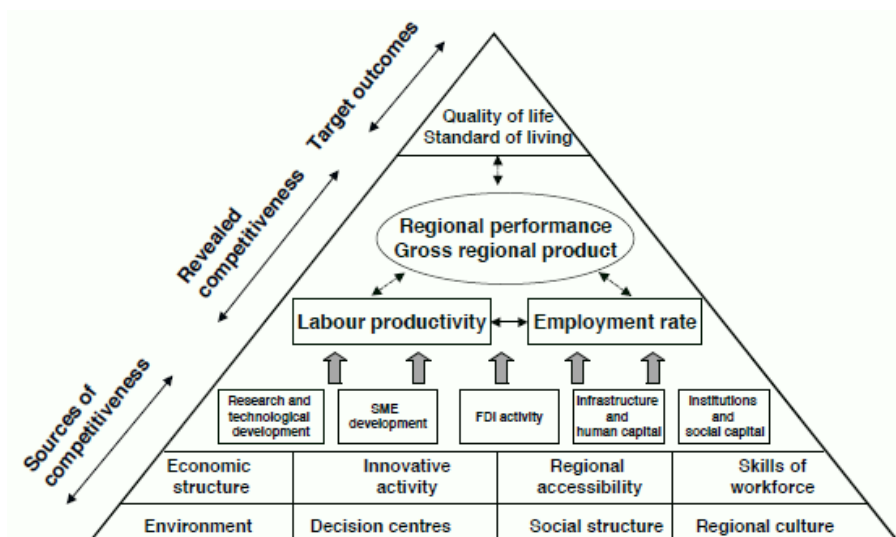 Target outcomes
Quality of life
Standard of living
Revealed
competitiveness
Regional performance
Gross regional product
Labour productivity
Employment rate
Sources of
competitiveness
Research and
technological
development
SME
development
FDI activity
Infrastructure
and
human capital
Institutions
and
social capital
Economic
structure
Innovative
activity
Regional
accessibility
Skills of
workforce
Environment
Decision centres
Social structure
Regional culture